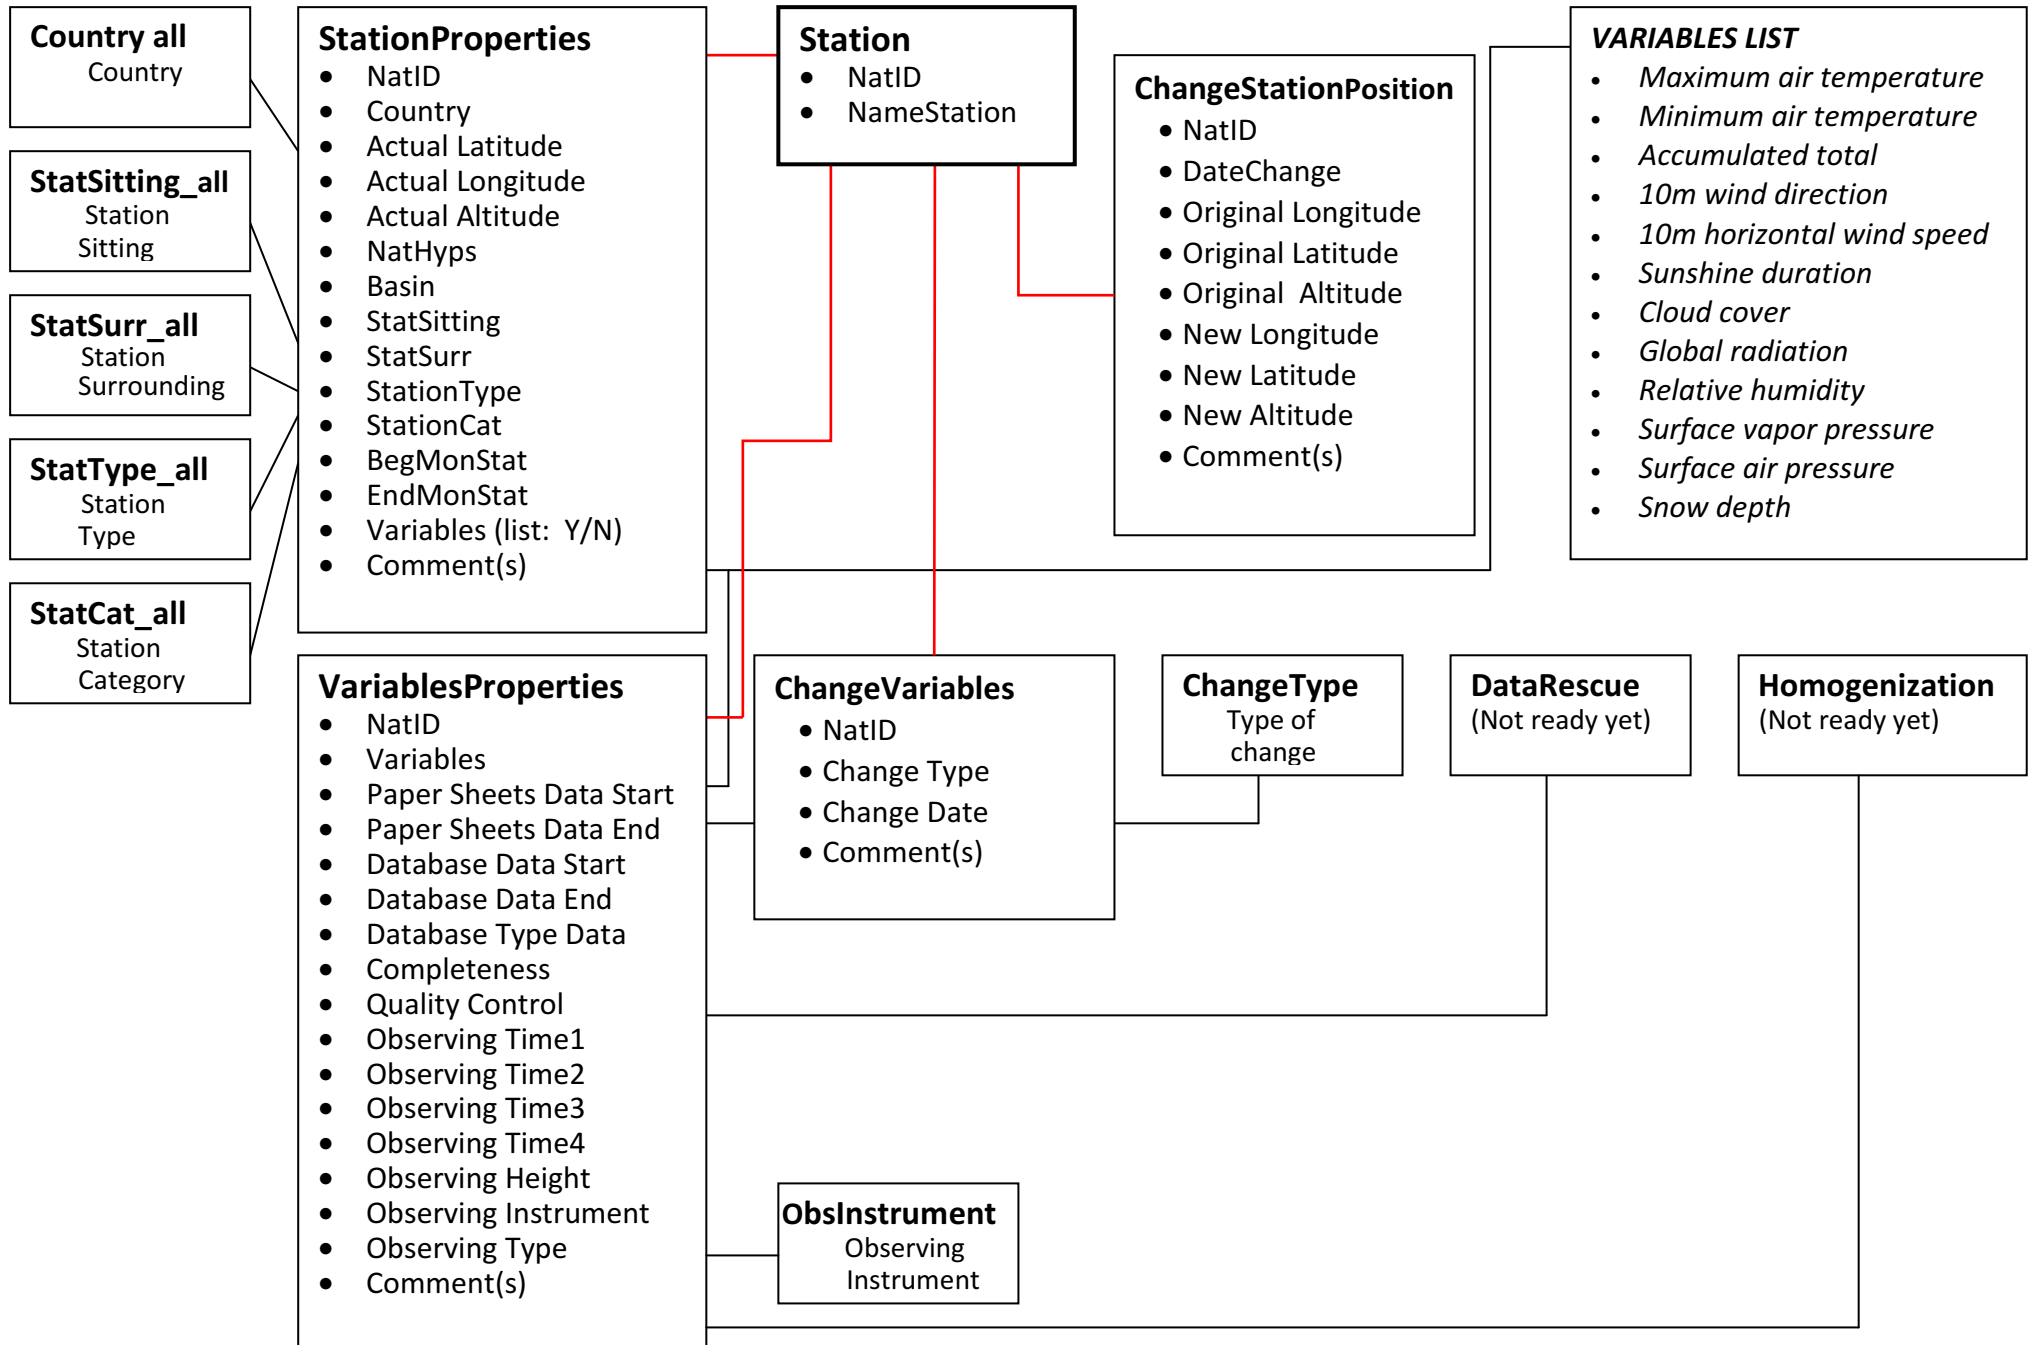 Country all
Country
StatSitting_all
Station
Sitting
StatSurr_all
Station
Surrounding
StatType_all
Station
Type
StatCat_all
Station
Category
StationProperties
• NatID
• Country
• Actual Latitude
• Actual Longitude
• Actual Altitude
• NatHyps
• Basin
• StatSitting
• StatSurr
• StationType
• StationCat
• BegMonStat
• EndMonStat
• Variables (list: Y/N)
• Comment(s)
Station
• NatID
• NameStation
ChangeStationPosition
• NatID
• DateChange
• Original Longitude
• Original Latitude
• Original Altitude
• New Longitude
• New Latitude
• New Altitude
• Comment(s)
VARIABLES LIST
• Maximum air temperature
• Minimum air temperature
• Accumulated total
• 10m wind direction
• 10m horizontal wind speed
• Sunshine duration
• Cloud cover
• Global radiation
• Relative humidity
• Surface vapor pressure
• Surface air pressure
• Snow depth
VariablesProperties
• NatID
• Variables
• Paper Sheets Data Start
• Paper Sheets Data End
• Database Data Start
• Database Data End
• Database Type Data
• Completeness
• Quality Control
• Observing Time1
• Observing Time2
• Observing Time3
• Observing Time4
• Observing Height
• Observing Instrument
• Observing Type
• Comment(s)
ChangeVariables
• NatID
• Change Type
• Change Date
• Comment(s)
ChangeType
Type of
change
DataRescue
(Not ready yet)
Homogenization
(Not ready yet)
ObsInstrument
Observing
Instrument